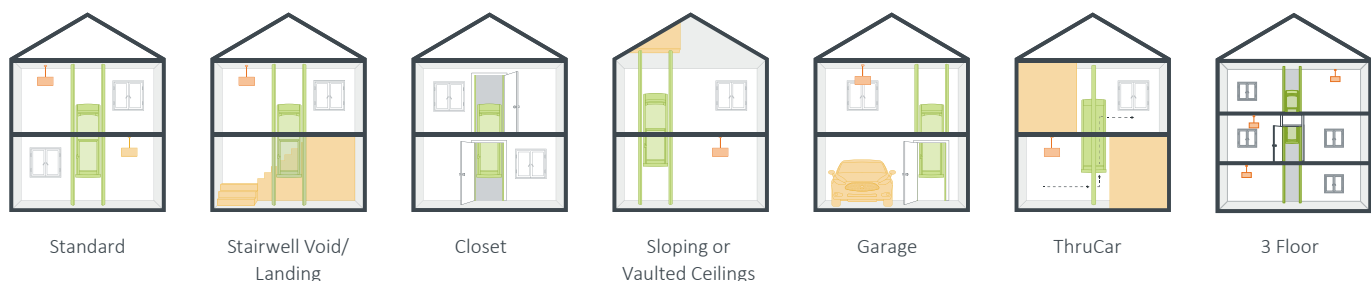 Standard
Stairwell Void/
Landing
Closet
Sloping or
Vaulted Ceilings
Garage
ThruCar
3 Floor